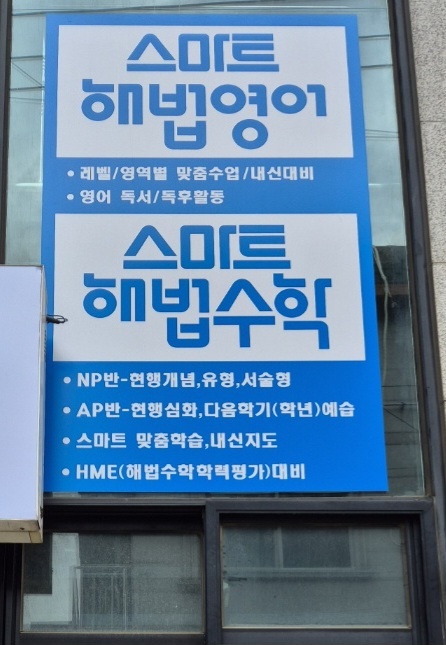 스마트
해법영어
• 레벨/영역별 맞춤수업/내신대비
• 영어 독서/독후활동
스마트
해법수학
• NP반-현행개념,유형,서술형
• AP반-현행심화,다음학기(학년)예습
• 스마트 맞춤학습,내신지도
• HME(해법수학학력평가)대비